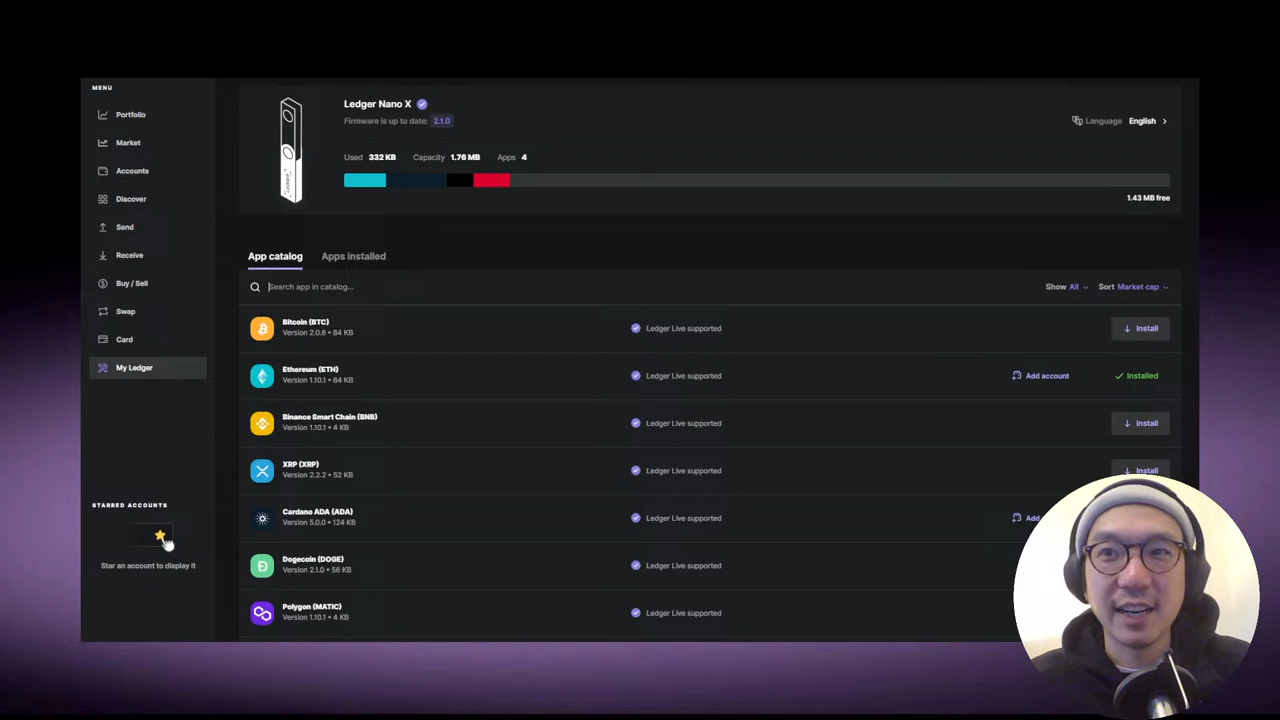 MENU
Portfolio
Market
Accounts
Discover
Send
Receive
Buy / Sell
Swap
Card
My Ledger
STARRED ACCOUNTS
Star an account to display it
Ledger Nano X
Firmware is up to date: 2.1.0
Language English
Used 332 KB Capacity 1.76 MB Apps 4
1.43 MB free
App catalog Apps installed
Search app in catalog...
Show All Sort Market cap
Bitcoin (BTC)
Version 2.0.6 • 84 KB
Ledger Live supported
Install
Ethereum (ETH)
Version 1.10.1 • 84 KB
Ledger Live supported
Add account
Installed
Binance Smart Chain (BNB)
Version 1.10.1 • 4 KB
Ledger Live supported
Install
XRP (XRP)
Version 2.2.2 • 52 KB
Ledger Live supported
Install
Cardano ADA (ADA)
Version 5.0.0 • 124 KB
Ledger Live supported
Add
Dogecoin (DOGE)
Version 2.1.0 • 56 KB
Ledger Live supported
Polygon (MATIC)
Version 1.10.1 • 4 KB
Ledger Live supported